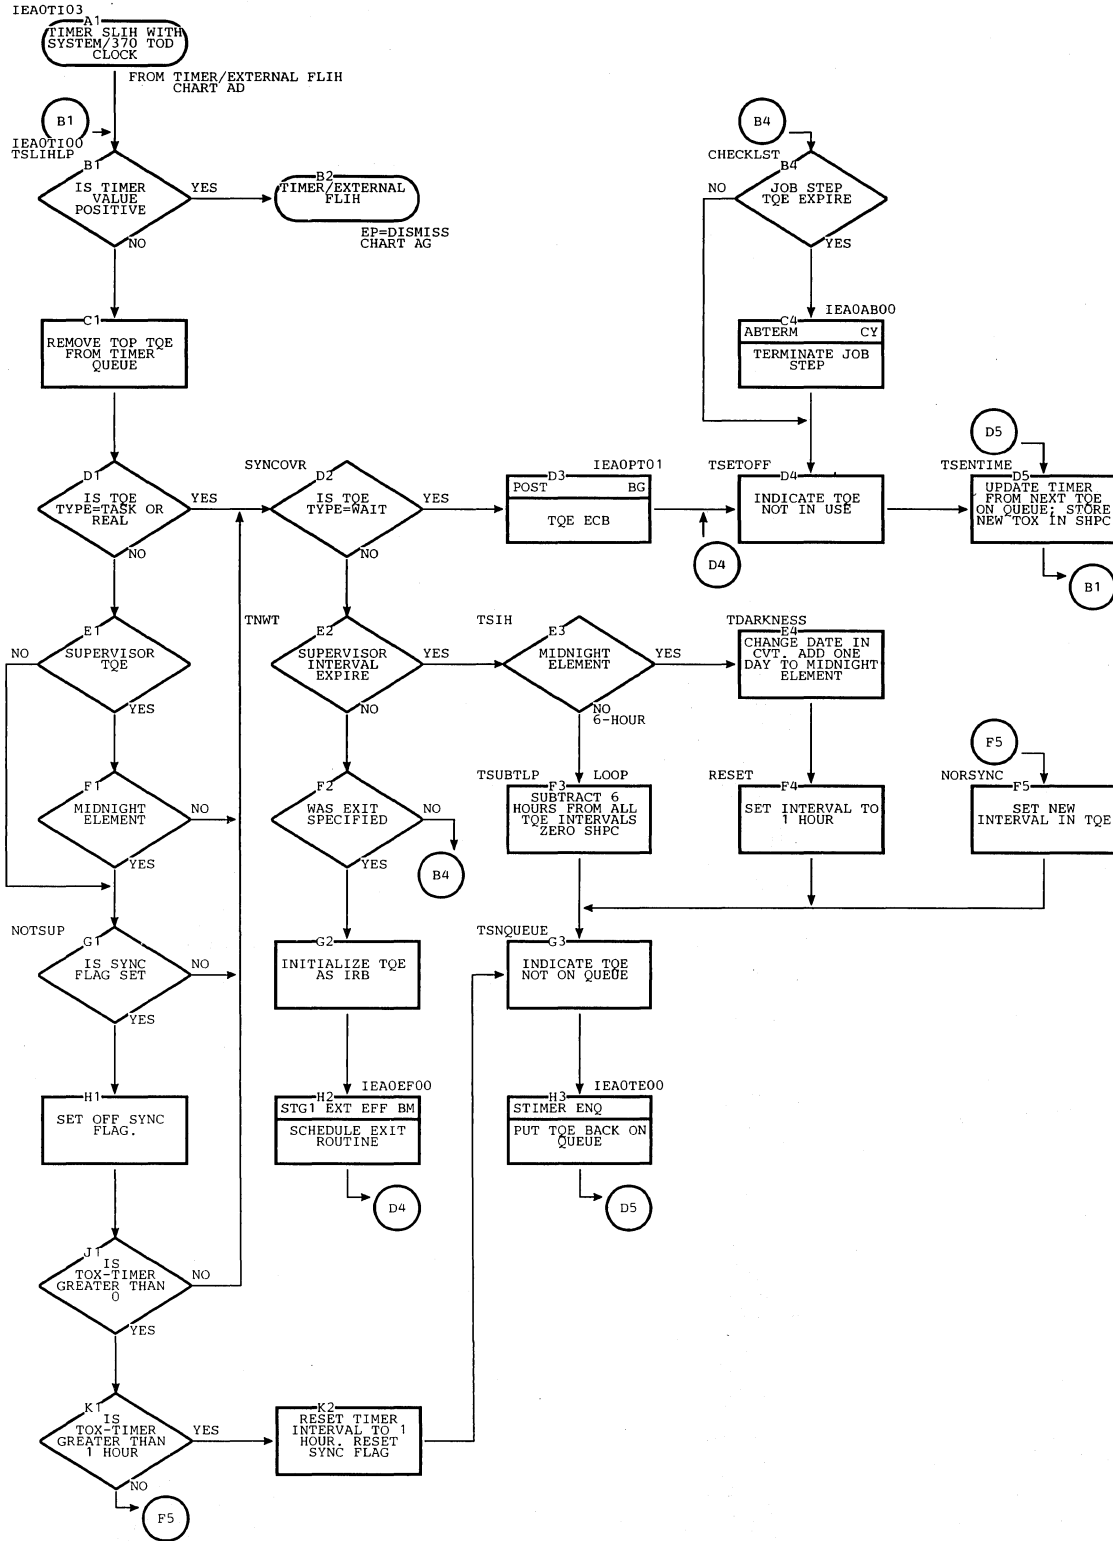 IEA0TI03
A1
TIMER SLIH WITH
SYSTEM/370 TOD
CLOCK
FROM TIMER/EXTERNAL FLIH
CHART AD
B1
IEA0TI00
TSLIHLP
B1
IS TIMER
VALUE
POSITIVE
YES
NO
B2
TIMER/EXTERNAL
FLIH
EP=DISMISS
CHART AG
B4
CHECKLST
B4
JOB STEP
TQE EXPIRE
NO
YES
C1
REMOVE TOP TQE
FROM TIMER
QUEUE
IEA0AB00
C4
ABTERM CY
TERMINATE JOB
STEP
D1
IS TQE
TYPE=TASK OR
REAL
YES
NO
SYNCOVR
D2
IS TQE
TYPE=WAIT
YES
NO
IEA0PT01
D3
POST BG
TQE ECB
D4
TSETOFF
D4
INDICATE TQE
NOT IN USE
D5
TSENTIME
D5
UPDATE TIMER
FROM NEXT TQE
ON QUEUE; STORE
NEW TOX IN SHPC
B1
E1
SUPERVISOR
TQE
NO
YES
TNWT
E2
SUPERVISOR
INTERVAL
EXPIRE
YES
NO
TSIH
E3
MIDNIGHT
ELEMENT
YES
NO
6-HOUR
TDARKNESS
E4
CHANGE DATE IN
CVT. ADD ONE
DAY TO MIDNIGHT
ELEMENT
F1
MIDNIGHT
ELEMENT
NO
YES
F2
WAS EXIT
SPECIFIED
NO
YES
B4
TSUBTLP LOOP
F3
SUBTRACT 6
HOURS FROM ALL
TQE INTERVALS
ZERO SHPC
RESET
F4
SET INTERVAL TO
1 HOUR
F5
NORSYNC
F5
SET NEW
INTERVAL IN TQE
NOTSUP
G1
IS SYNC
FLAG SET
NO
YES
G2
INITIALIZE TQE
AS IRB
TSNQUEUE
G3
INDICATE TQE
NOT ON QUEUE
H1
SET OFF SYNC
FLAG.
IEA0EF00
H2
STG1 EXT EFF BM
SCHEDULE EXIT
ROUTINE
D4
IEA0TE00
H3
STIMER ENQ
PUT TQE BACK ON
QUEUE
D5
J1
IS
TOX-TIMER
GREATER THAN
0
NO
YES
K1
IS
TOX-TIMER
GREATER THAN
1 HOUR
YES
NO
F5
K2
RESET TIMER
INTERVAL TO 1
HOUR. RESET
SYNC FLAG